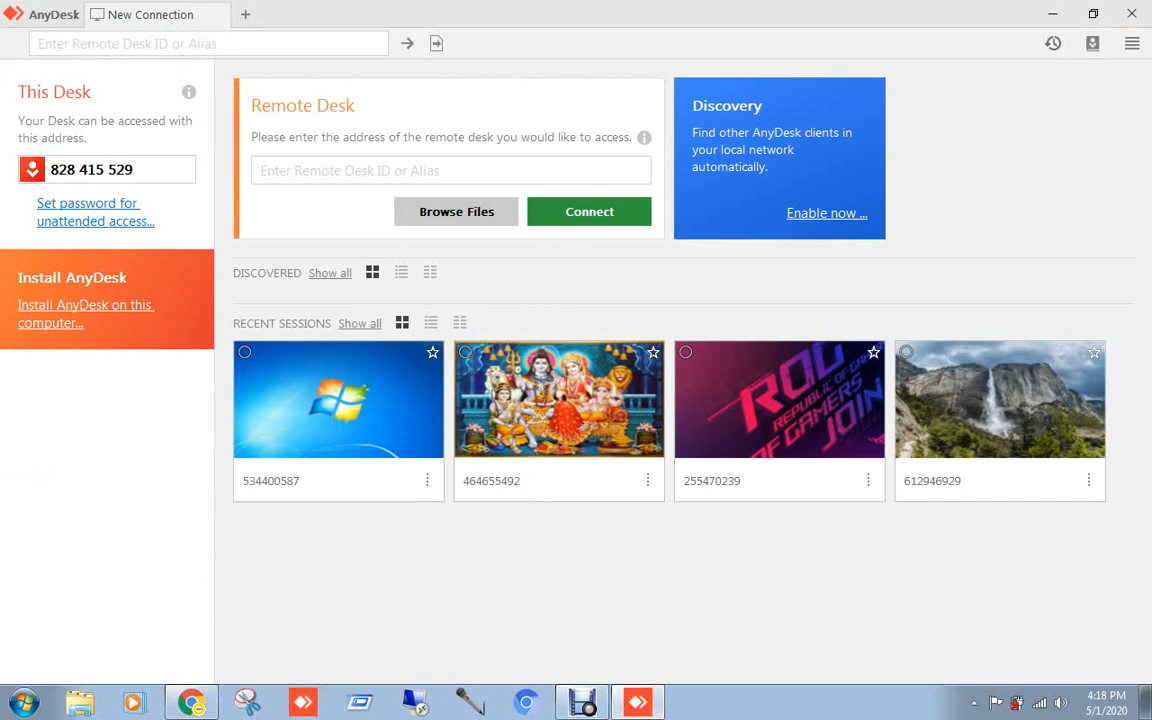 AnyDesk
New Connection
Enter Remote Desk ID or Alias
This Desk
Your Desk can be accessed with
this address.
828 415 529
Set password for
unattended access...
Install AnyDesk
Install AnyDesk on this
computer...
Remote Desk
Please enter the address of the remote desk you would like to access.
Enter Remote Desk ID or Alias
Browse Files
Connect
Discovery
Find other AnyDesk clients in
your local network
automatically.
Enable now ...
DISCOVERED Show all
RECENT SESSIONS Show all
REPUBLIC OF GAMERS
JOIN
534400587
464655492
255470239
612946929
4:18 PM
5/1/2020